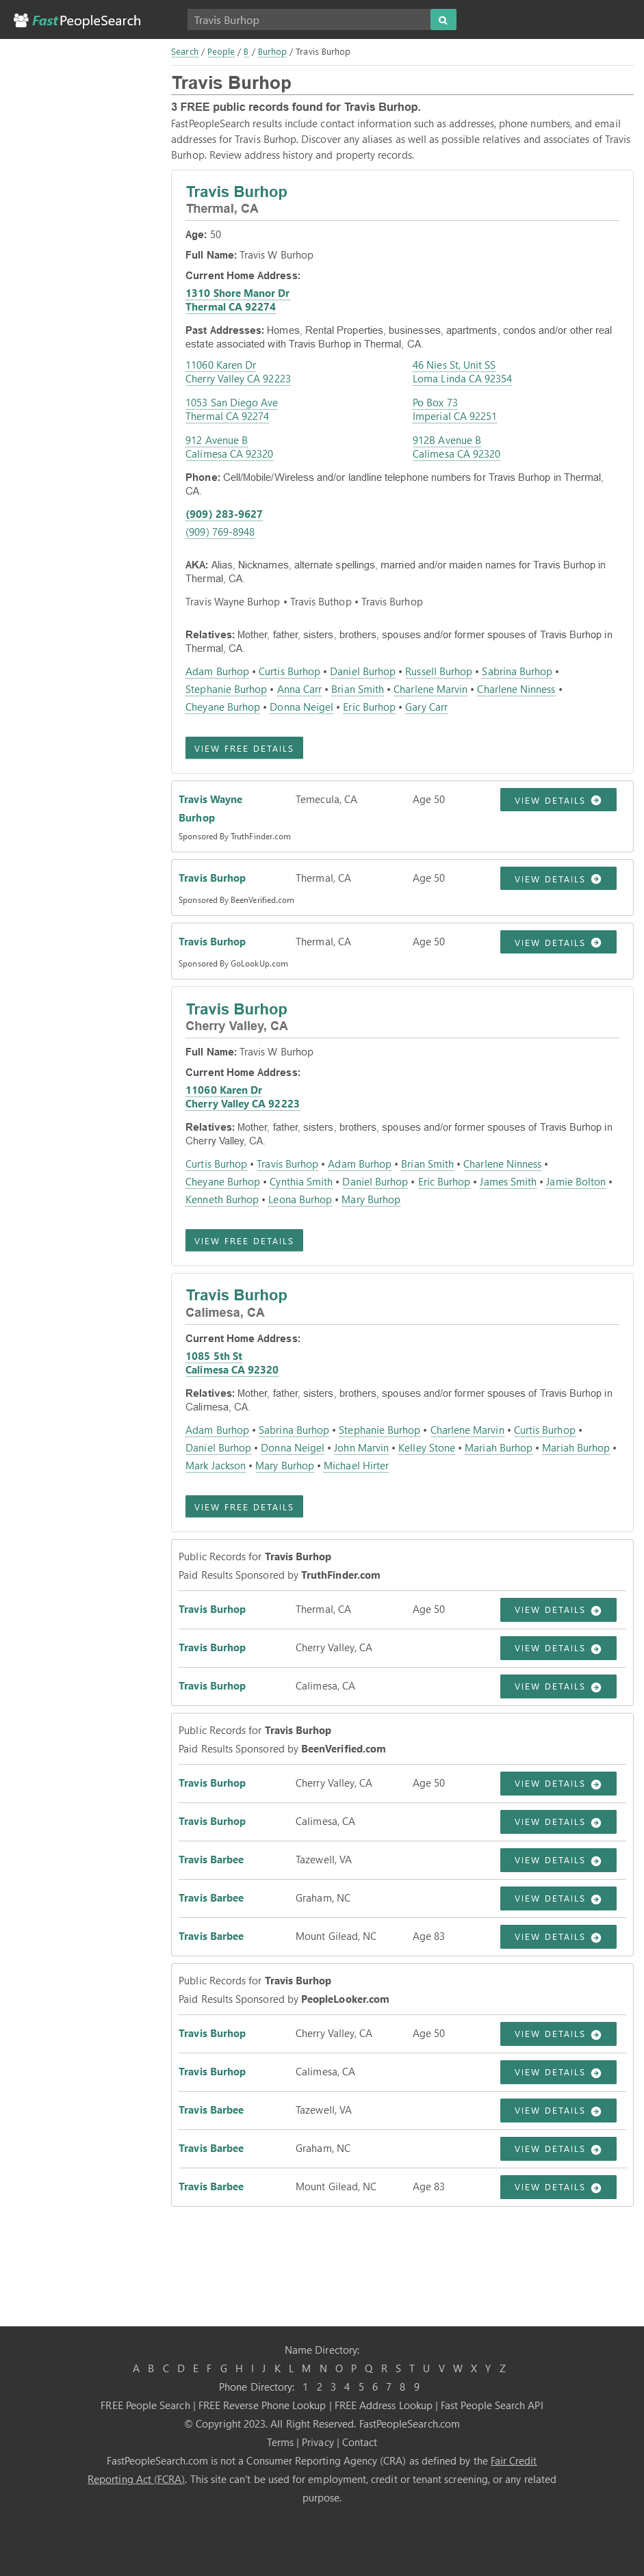 FastPeopleSearch
Travis Burhop
Search / People / B / Burhop / Travis Burhop
Travis Burhop
3 FREE public records found for Travis Burhop.
FastPeopleSearch results include contact information such as addresses, phone numbers, and email
addresses for Travis Burhop. Discover any aliases as well as possible relatives and associates of Travis
Burhop. Review address history and property records.
Travis Burhop
Thermal, CA
Age: 50
Full Name: Travis W Burhop
Current Home Address:
1310 Shore Manor Dr
Thermal CA 92274
Past Addresses: Homes, Rental Properties, businesses, apartments, condos and/or other real
estate associated with Travis Burhop in Thermal, CA.
11060 Karen Dr
Cherry Valley CA 92223
46 Nies St, Unit SS
Loma Linda CA 92354
1053 San Diego Ave
Thermal CA 92274
Po Box 73
Imperial CA 92251
912 Avenue B
Calimesa CA 92320
912B Avenue B
Calimesa CA 92320
Phone: Cell/Mobile/Wireless and/or landline telephone numbers for Travis Burhop in Thermal,
CA.
(909) 283-9627
(909) 769-8948
AKA: Alias, Nicknames, alternate spellings, married and/or maiden names for Travis Burhop in
Thermal, CA.
Travis Wayne Burhop • Travis Buthop • Travis Burhop
Relatives: Mother, father, sisters, brothers, spouses and/or former spouses of Travis Burhop in
Thermal, CA.
Adam Burhop • Curtis Burhop • Daniel Burhop • Russell Burhop • Sabrina Burhop •
Stephanie Burhop • Anna Carr • Brian Smith • Charlene Marvin • Charlene Ninness •
Cheyane Burhop • Donna Neigel • Eric Burhop • Gary Carr
VIEW FREE DETAILS
Travis Wayne
Burhop
Temecula, CA
Age 50
VIEW DETAILS
Sponsored By TruthFinder.com
Travis Burhop
Thermal, CA
Age 50
VIEW DETAILS
Sponsored By BeenVerified.com
Travis Burhop
Thermal, CA
Age 50
VIEW DETAILS
Sponsored By GoLookUp.com
Travis Burhop
Cherry Valley, CA
Full Name: Travis W Burhop
Current Home Address:
11060 Karen Dr
Cherry Valley CA 92223
Relatives: Mother, father, sisters, brothers, spouses and/or former spouses of Travis Burhop in
Cherry Valley, CA.
Curtis Burhop • Travis Burhop • Adam Burhop • Brian Smith • Charlene Ninness •
Cheyane Burhop • Cynthia Smith • Daniel Burhop • Eric Burhop • James Smith • Jamie Bolton •
Kenneth Burhop • Leona Burhop • Mary Burhop
VIEW FREE DETAILS
Travis Burhop
Calimesa, CA
Current Home Address:
1085 5th St
Calimesa CA 92320
Relatives: Mother, father, sisters, brothers, spouses and/or former spouses of Travis Burhop in
Calimesa, CA.
Adam Burhop • Sabrina Burhop • Stephanie Burhop • Charlene Marvin • Curtis Burhop •
Daniel Burhop • Donna Neigel • John Marvin • Kelley Stone • Mariah Burhop • Mariah Burhop •
Mark Jackson • Mary Burhop • Michael Hirter
VIEW FREE DETAILS
Public Records for Travis Burhop
Paid Results Sponsored by TruthFinder.com
Travis Burhop Thermal, CA Age 50 VIEW DETAILS
Travis Burhop Cherry Valley, CA VIEW DETAILS
Travis Burhop Calimesa, CA VIEW DETAILS
Public Records for Travis Burhop
Paid Results Sponsored by BeenVerified.com
Travis Burhop Cherry Valley, CA Age 50 VIEW DETAILS
Travis Burhop Calimesa, CA VIEW DETAILS
Travis Barbee Tazewell, VA VIEW DETAILS
Travis Barbee Graham, NC VIEW DETAILS
Travis Barbee Mount Gilead, NC Age 83 VIEW DETAILS
Public Records for Travis Burhop
Paid Results Sponsored by PeopleLooker.com
Travis Burhop Cherry Valley, CA Age 50 VIEW DETAILS
Travis Burhop Calimesa, CA VIEW DETAILS
Travis Barbee Tazewell, VA VIEW DETAILS
Travis Barbee Graham, NC VIEW DETAILS
Travis Barbee Mount Gilead, NC Age 83 VIEW DETAILS
Name Directory:
A B C D E F G H I J K L M N O P Q R S T U V W X Y Z
Phone Directory: 1 2 3 4 5 6 7 8 9
FREE People Search | FREE Reverse Phone Lookup | FREE Address Lookup | Fast People Search API
© Copyright 2023. All Right Reserved. FastPeopleSearch.com
Terms | Privacy | Contact
FastPeopleSearch.com is not a Consumer Reporting Agency (CRA) as defined by the Fair Credit
Reporting Act (FCRA). This site can't be used for employment, credit or tenant screening, or any related
purpose.